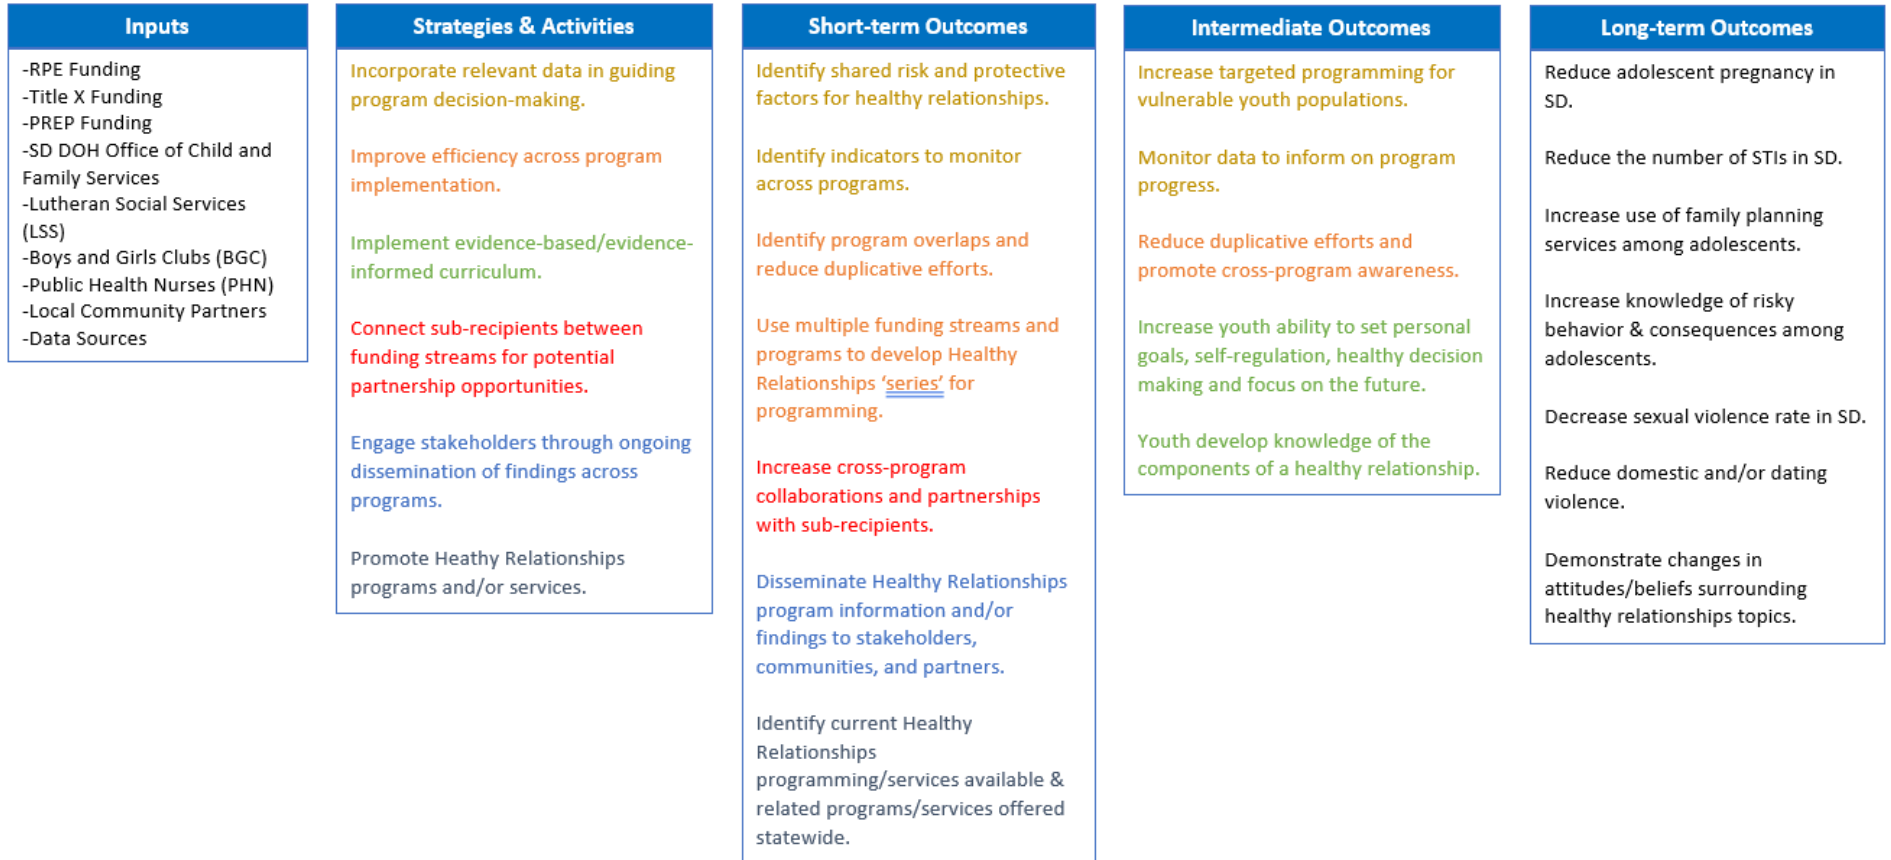 Inputs
-RPE Funding
-Title X Funding
-PREP Funding
-SD DOH Office of Child and
Family Services
-Lutheran Social Services
(LSS)
-Boys and Girls Clubs (BGC)
-Public Health Nurses (PHN)
-Local Community Partners
-Data Sources
Strategies & Activities
Incorporate relevant data in guiding
program decision-making.
Improve efficiency across program
implementation.
Implement evidence-based/evidence-
informed curriculum.
Connect sub-recipients between
funding streams for potential
partnership opportunities.
Engage stakeholders through ongoing
dissemination of findings across
programs.
Promote Heathy Relationships
programs and/or services.
Short-term Outcomes
Identify shared risk and protective
factors for healthy relationships.
Identify indicators to monitor
across programs.
Identify program overlaps and
reduce duplicative efforts.
Use multiple funding streams and
programs to develop Healthy
Relationships ‘series’ for
programming.
Increase cross-program
collaborations and partnerships
with sub-recipients.
Disseminate Healthy Relationships
program information and/or
findings to stakeholders,
communities, and partners.
Identify current Healthy
Relationships
programming/services available &
related programs/services offered
statewide.
Intermediate Outcomes
Increase targeted programming for
vulnerable youth populations.
Monitor data to inform on program
progress.
Reduce duplicative efforts and
promote cross-program awareness.
Increase youth ability to set personal
goals, self-regulation, healthy decision
making and focus on the future.
Youth develop knowledge of the
components of a healthy relationship.
Long-term Outcomes
Reduce adolescent pregnancy in
SD.
Reduce the number of STIs in SD.
Increase use of family planning
services among adolescents.
Increase knowledge of risky
behavior & consequences among
adolescents.
Decrease sexual violence rate in SD.
Reduce domestic and/or dating
violence.
Demonstrate changes in
attitudes/beliefs surrounding
healthy relationships topics.